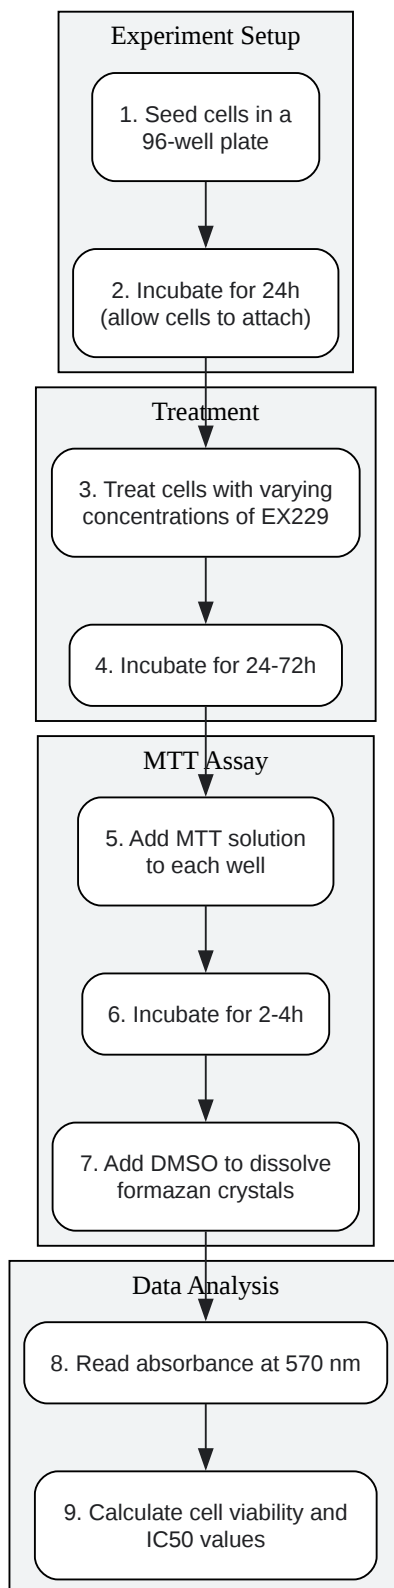 Experiment Setup
1. Seed cells in a
96-well plate
2. Incubate for 24h
(allow cells to attach)
Treatment
3. Treat cells with varying
concentrations of EX229
4. Incubate for 24-72h
MTT Assay
5. Add MTT solution
to each well
6. Incubate for 2-4h
7. Add DMSO to dissolve
formazan crystals
Data Analysis
8. Read absorbance at 570 nm
9. Calculate cell viability and
IC50 values